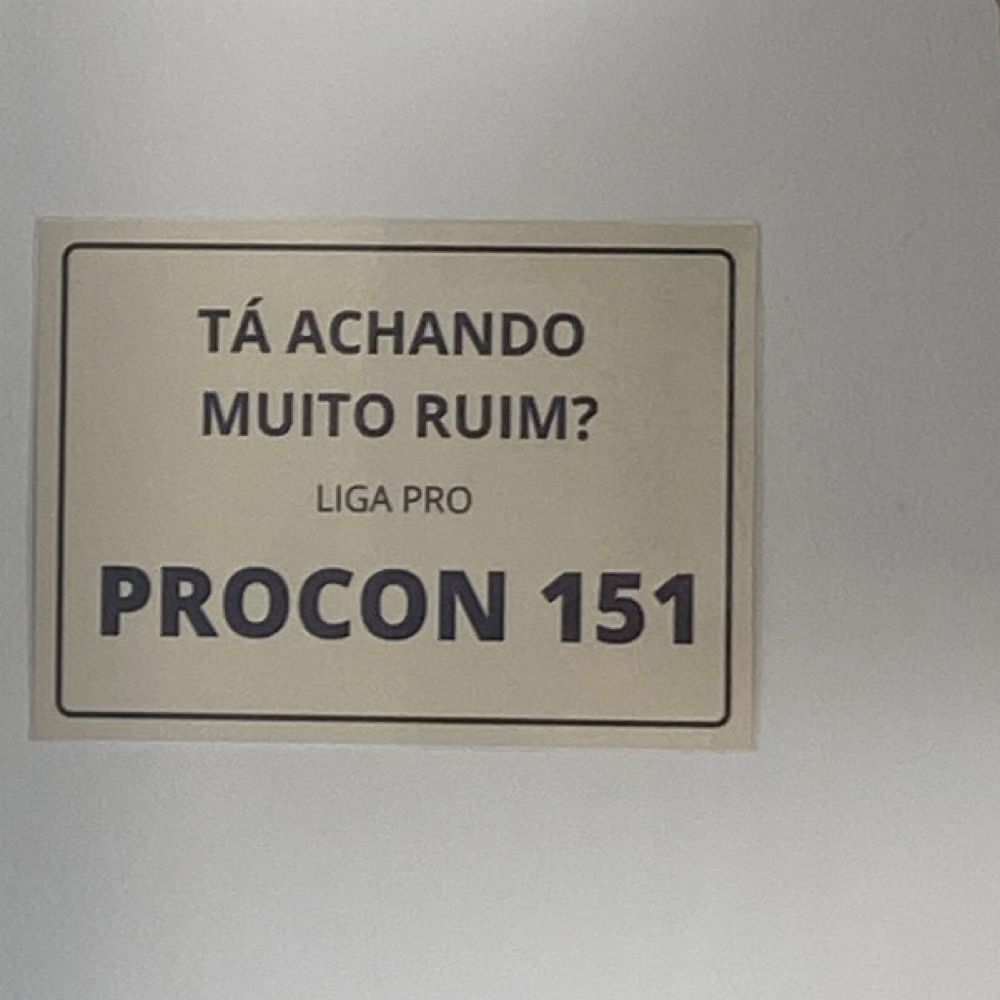 TÁ ACHANDO
MUITO RUIM?
LIGA PRO
PROCON 151